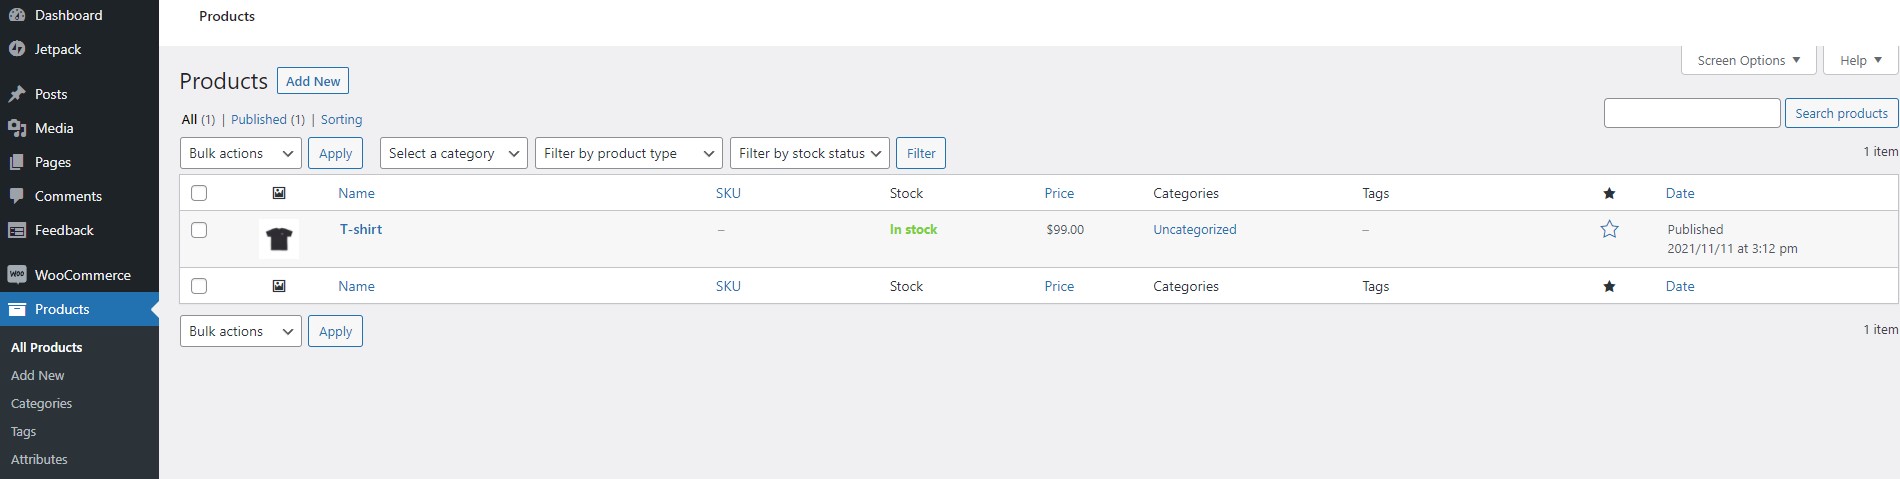 Dashboard
Jetpack
Posts
Media
Pages
Comments
Feedback
WOO WooCommerce
Products
All Products
Add New
Categories
Tags
Attributes
Products
Screen Options ▼ Help ▼
Products Add New
All (1) | Published (1) | Sorting
Search products
Bulk actions Apply Select a category Filter by product type Filter by stock status Filter
1 item
Name SKU Stock Price Categories Tags ★ Date
T-shirt – In stock $99.00 Uncategorized – ☆ Published
2021/11/11 at 3:12 pm
Name SKU Stock Price Categories Tags ★ Date
Bulk actions Apply 1 item